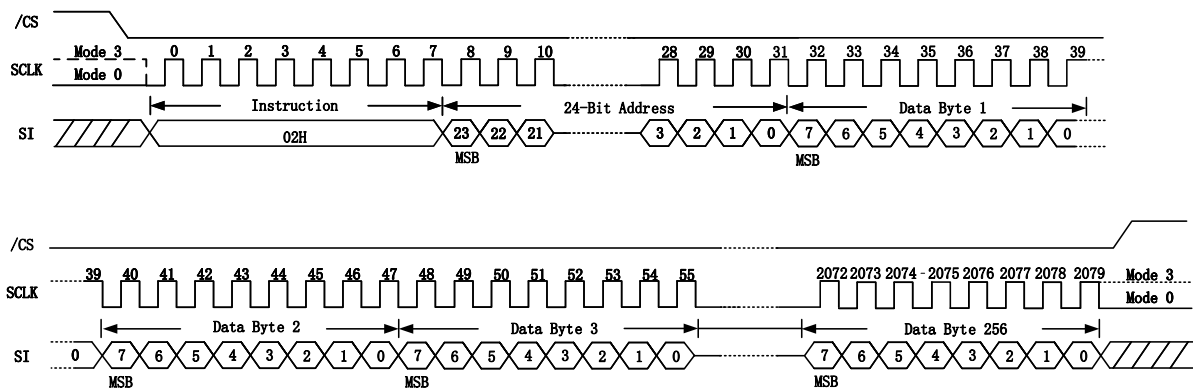 /CS
Mode 3 0 1 2 3 4 5 6 7 8 9 10 28 29 30 31 32 33 34 35 36 37 38 39
SCLK Mode 0
Instruction 24-Bit Address Data Byte 1
SI 02H 23 22 21 3 2 1 0 7 6 5 4 3 2 1 0
MSB MSB
/CS
39 40 41 42 43 44 45 46 47 48 49 50 51 52 53 54 55 2072 2073 2074 - 2075 2076 2077 2078 2079 Mode 3
SCLK Mode 0
Data Byte 2 Data Byte 3 Data Byte 256
SI 0 7 6 5 4 3 2 1 0 7 6 5 4 3 2 1 0 7 6 5 4 3 2 1 0
MSB MSB MSB